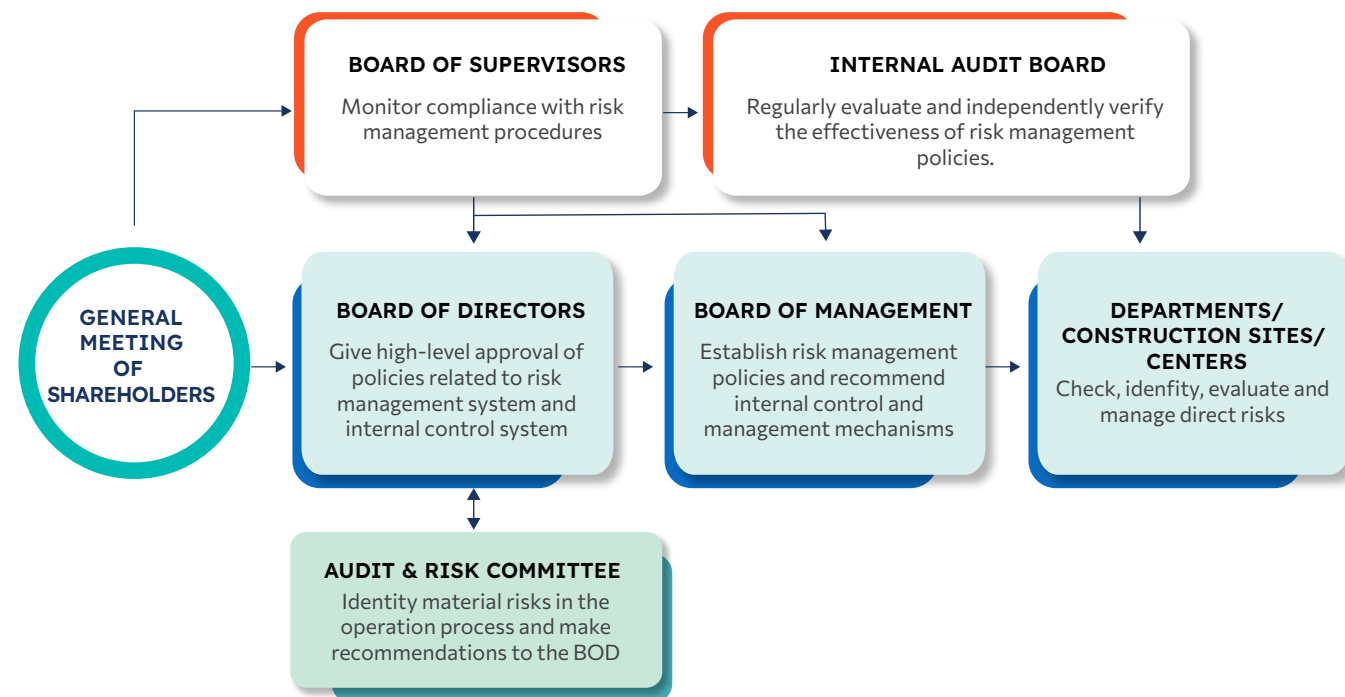 BOARD OF SUPERVISORS
Monitor compliance with risk
management procedures
INTERNAL AUDIT BOARD
Regularly evaluate and independently verify
the effectiveness of risk management
policies.
GENERAL
MEETING
OF
SHAREHOLDERS
BOARD OF DIRECTORS
Give high-level approval of
policies related to risk
management system and
internal control system
BOARD OF MANAGEMENT
Establish risk management
policies and recommend
internal control and
management mechanisms
DEPARTMENTS/
CONSTRUCTION SITES/
CENTERS
Check, idenfity, evaluate and
manage direct risks
AUDIT & RISK COMMITTEE
Identity material risks in the
operation process and make
recommendations to the BOD